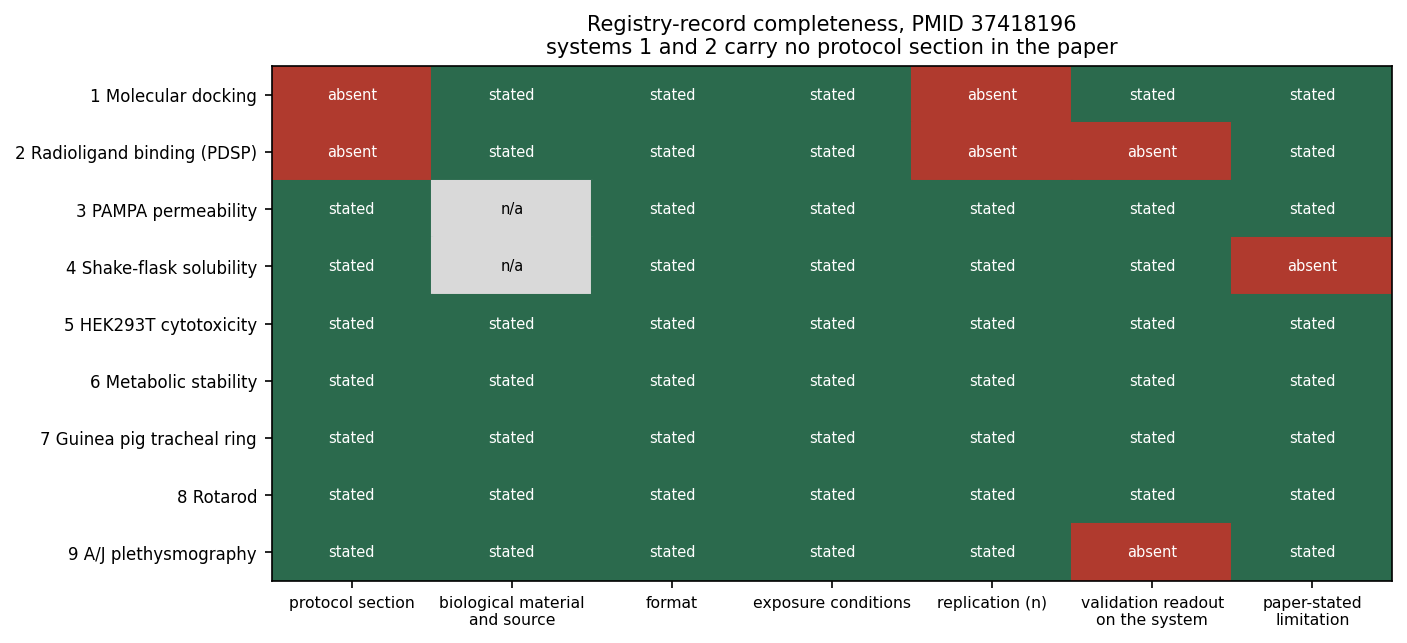 Registry-record completeness, PMID 37418196
systems 1 and 2 carry no protocol section in the paper
1 Molecular docking absent stated stated stated absent stated stated
2 Radioligand binding (PDSP) absent stated stated stated absent absent stated
3 PAMPA permeability stated n/a stated stated stated stated stated
4 Shake-flask solubility stated n/a stated stated stated stated absent
5 HEK293T cytotoxicity stated stated stated stated stated stated stated
6 Metabolic stability stated stated stated stated stated stated stated
7 Guinea pig tracheal ring stated stated stated stated stated stated stated
8 Rotarod stated stated stated stated stated stated stated
9 A/J plethysmography stated stated stated stated stated absent stated
protocol section biological material format exposure conditions replication (n) validation readout paper-stated
and source on the system limitation